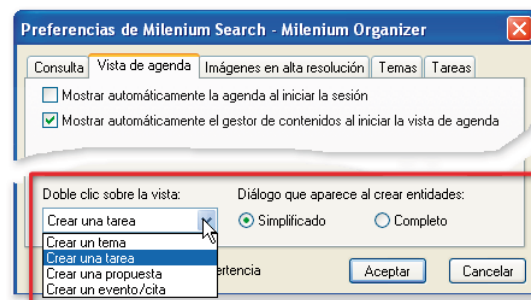 Preferencias de Milenium Search - Milenium Organizer
Consulta Vista de agenda Imágenes en alta resolución Temas Tareas
Mostrar automáticamente la agenda al iniciar la sesión
Mostrar automáticamente el gestor de contenidos al iniciar la vista de agenda
Doble clic sobre la vista: Diálogo que aparece al crear entidades:
Crear una tarea Simplificado Completo
Crear un tema
Crear una tarea
Crear una propuesta
Crear un evento/cita
Aceptar Cancelar